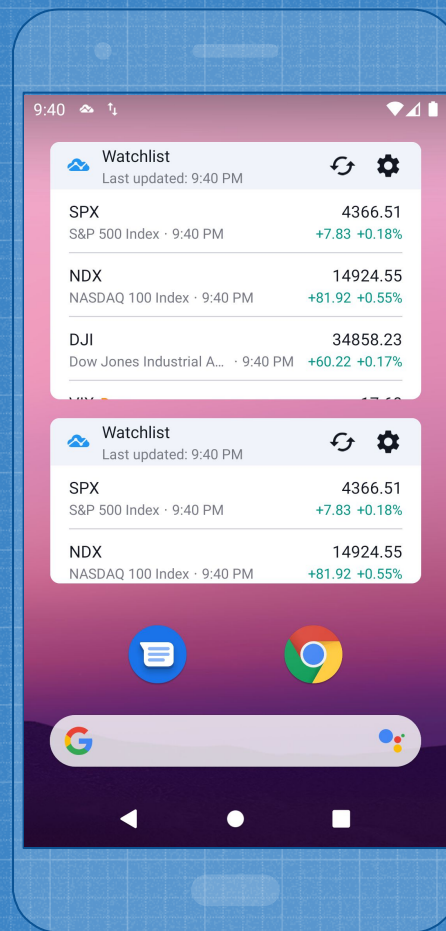 9:40
Watchlist
Last updated: 9:40 PM
SPX 4366.51
S&P 500 Index · 9:40 PM +7.83 +0.18%
NDX 14924.55
NASDAQ 100 Index · 9:40 PM +81.92 +0.55%
DJI 34858.23
Dow Jones Industrial A... · 9:40 PM +60.22 +0.17%
Watchlist
Last updated: 9:40 PM
SPX 4366.51
S&P 500 Index · 9:40 PM +7.83 +0.18%
NDX 14924.55
NASDAQ 100 Index · 9:40 PM +81.92 +0.55%